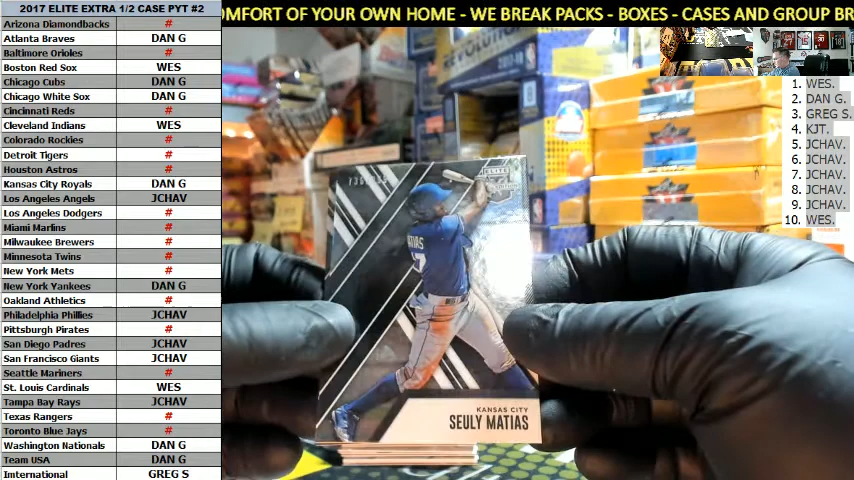 2017 ELITE EXTRA 1/2 CASE PYT #2
Arizona Diamondbacks #
Atlanta Braves DAN G
Baltimore Orioles #
Boston Red Sox WES
Chicago Cubs DAN G
Chicago White Sox DAN G
Cincinnati Reds #
Cleveland Indians WES
Colorado Rockies #
Detroit Tigers #
Houston Astros #
Kansas City Royals DAN G
Los Angeles Angels JCHAV
Los Angeles Dodgers #
Miami Marlins #
Milwaukee Brewers #
Minnesota Twins #
New York Mets #
New York Yankees DAN G
Oakland Athletics #
Philadelphia Phillies JCHAV
Pittsburgh Pirates #
San Diego Padres JCHAV
San Francisco Giants JCHAV
Seattle Mariners #
St. Louis Cardinals WES
Tampa Bay Rays JCHAV
Texas Rangers #
Toronto Blue Jays #
Washington Nationals DAN G
Team USA DAN G
International GREG S
OMFORT OF YOUR OWN HOME - WE BREAK PACKS - BOXES - CASES AND GROUP BR
1. WES.
2. DAN G.
3. GREG S.
4. KJT.
5. JCHAV.
6. JCHAV.
7. JCHAV.
8. JCHAV.
9. JCHAV.
10. WES.
ELITE
KANSAS CITY
SEULY MATIAS